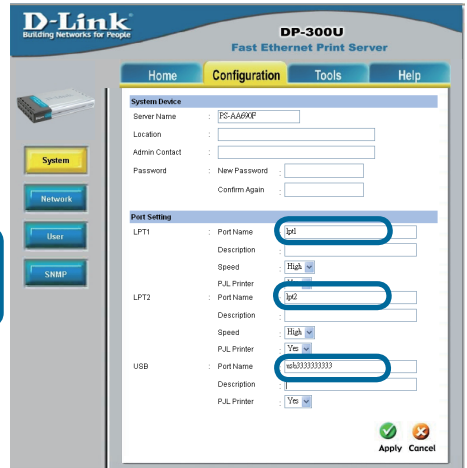 D-Link
Building Networks for People
DP-300U
Fast Ethernet Print Server
Home Configuration Tools Help
System
Network
User
SNMP
System Device
Server Name : PS-AA690F
Location :
Admin Contact :
Password : New Password :
Confirm Again :
Port Setting
LPT1 : Port Name : lpt1
Description :
Speed : High
PJL Printer :
LPT2 : Port Name : lpt2
Description :
Speed : High
PJL Printer : Yes
USB : Port Name : usb3333333333
Description :
PJL Printer : Yes
Apply Cancel